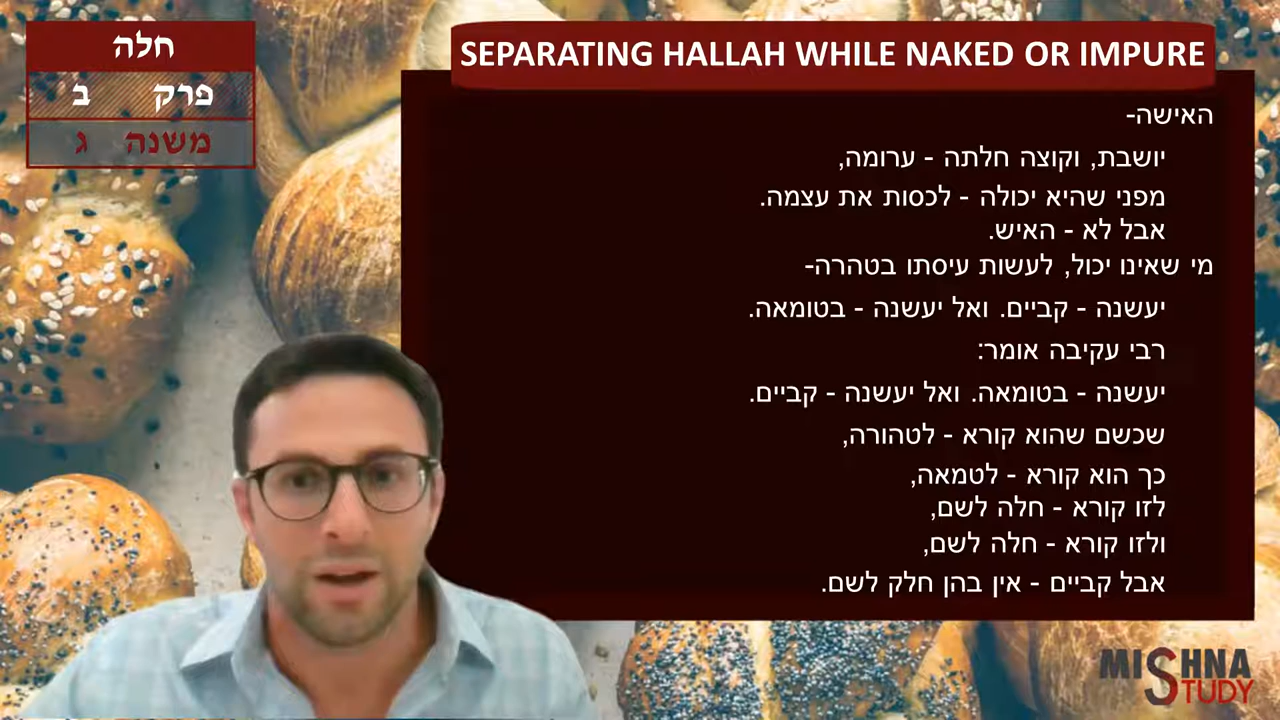 חלה
פרק ב
משנה ג
SEPARATING HALLAH WHILE NAKED OR IMPURE
האישה-
יושבת, וקוצה חלתה - ערומה,
מפני שהיא יכולה - לכסות את עצמה.
אבל לא - האיש.
מי שאינו יכול, לעשות עיסתו בטהרה-
יעשנה - קביים. ואל יעשנה - בטומאה.
רבי עקיבה אומר:
יעשנה - בטומאה. ואל יעשנה - קביים.
שכשם שהוא קורא - לטהורה,
כך הוא קורא - לטמאה,
לזו קורא - חלה לשם,
ולזו קורא - חלה לשם,
אבל קביים - אין בהן חלק לשם.
MISHNA
STUDY